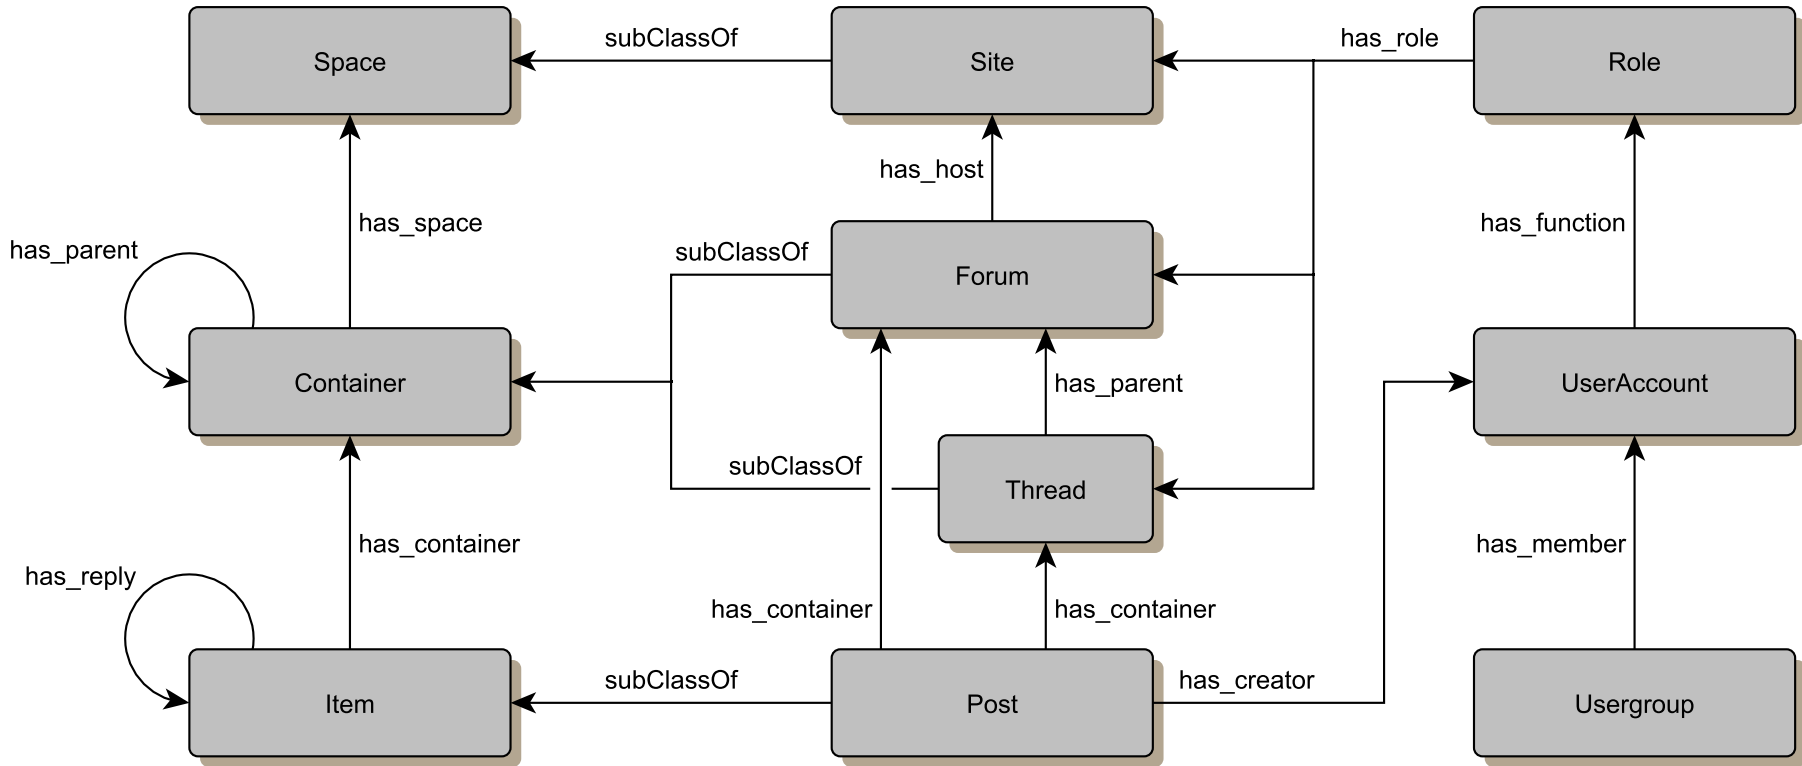 Space
subClassOf
Site
has_role
Role
has_host
has_space
has_function
has_parent
subClassOf
Forum
Container
has_parent
UserAccount
subClassOf
Thread
has_container
has_member
has_reply
has_container
has_container
Item
subClassOf
Post
has_creator
Usergroup